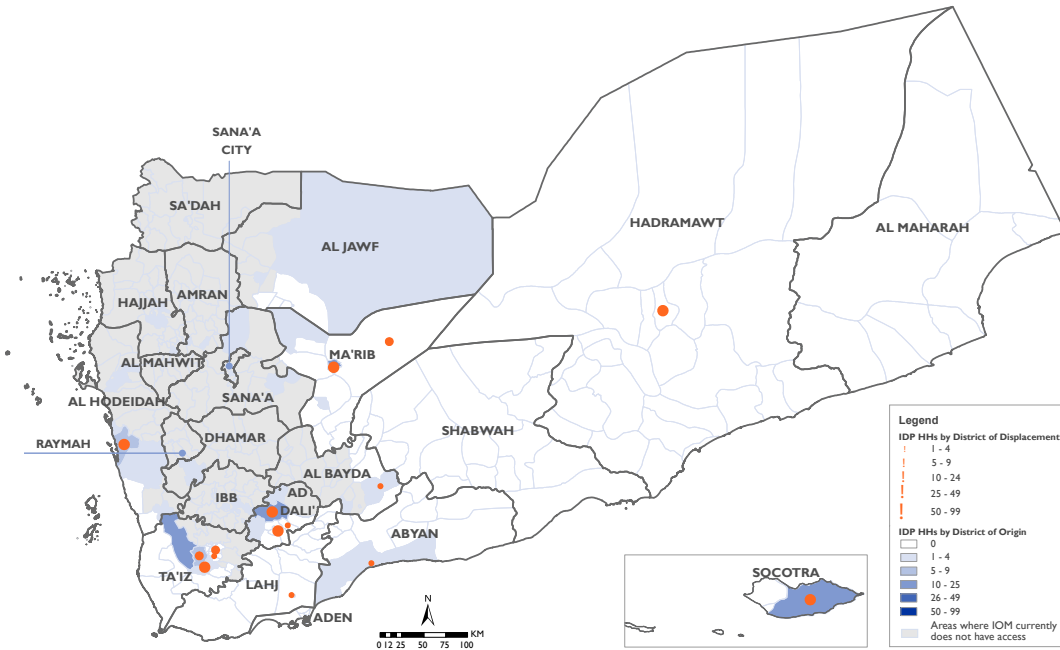 SANA'A
CITY
SA'DAH
AL JAWF
HADRAMAWT
AL MAHARAH
HAJJAH
AMRAN
MA'RIB
AL MAHWIT
SANA'A
AL HODEIDAH
SHABWAH
RAYMAH
DHAMAR
AL BAYDA
IBB
AD
DALI'
ABYAN
TA'IZ
LAHJ
ADEN
SOCOTRA
N
KM
0 12 25 50 75 100
Legend
IDP HHs by District of Displacement
1 - 4
5 - 9
10 - 24
25 - 49
50 - 99
IDP HHs by District of Origin
0
1 - 4
5 - 9
10 - 25
26 - 49
50 - 99
Areas where IOM currently
does not have access